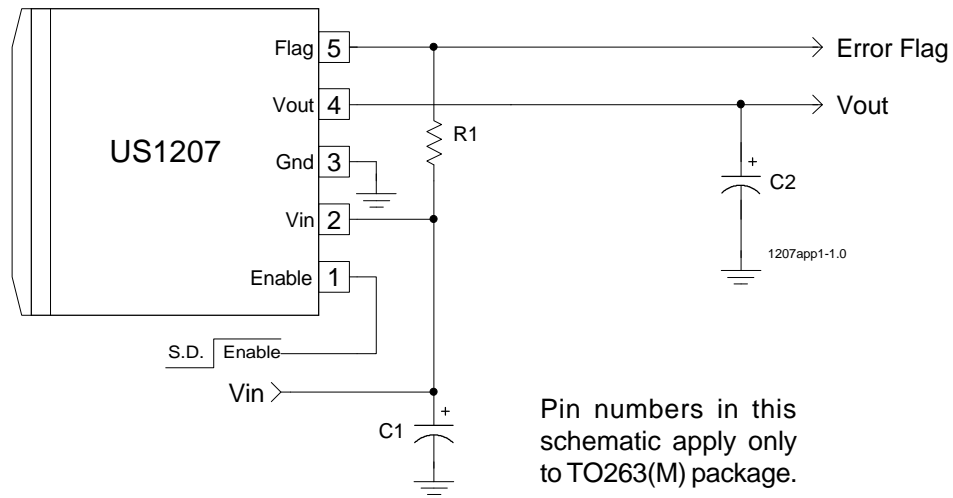 Flag 5
Error Flag
Vout 4
Vout
R1
US1207
Gnd 3
+
C2
Vin 2
1207app1-1.0
Enable 1
S.D. Enable
Vin
+
C1
Pin numbers in this
schematic apply only
to TO263(M) package.